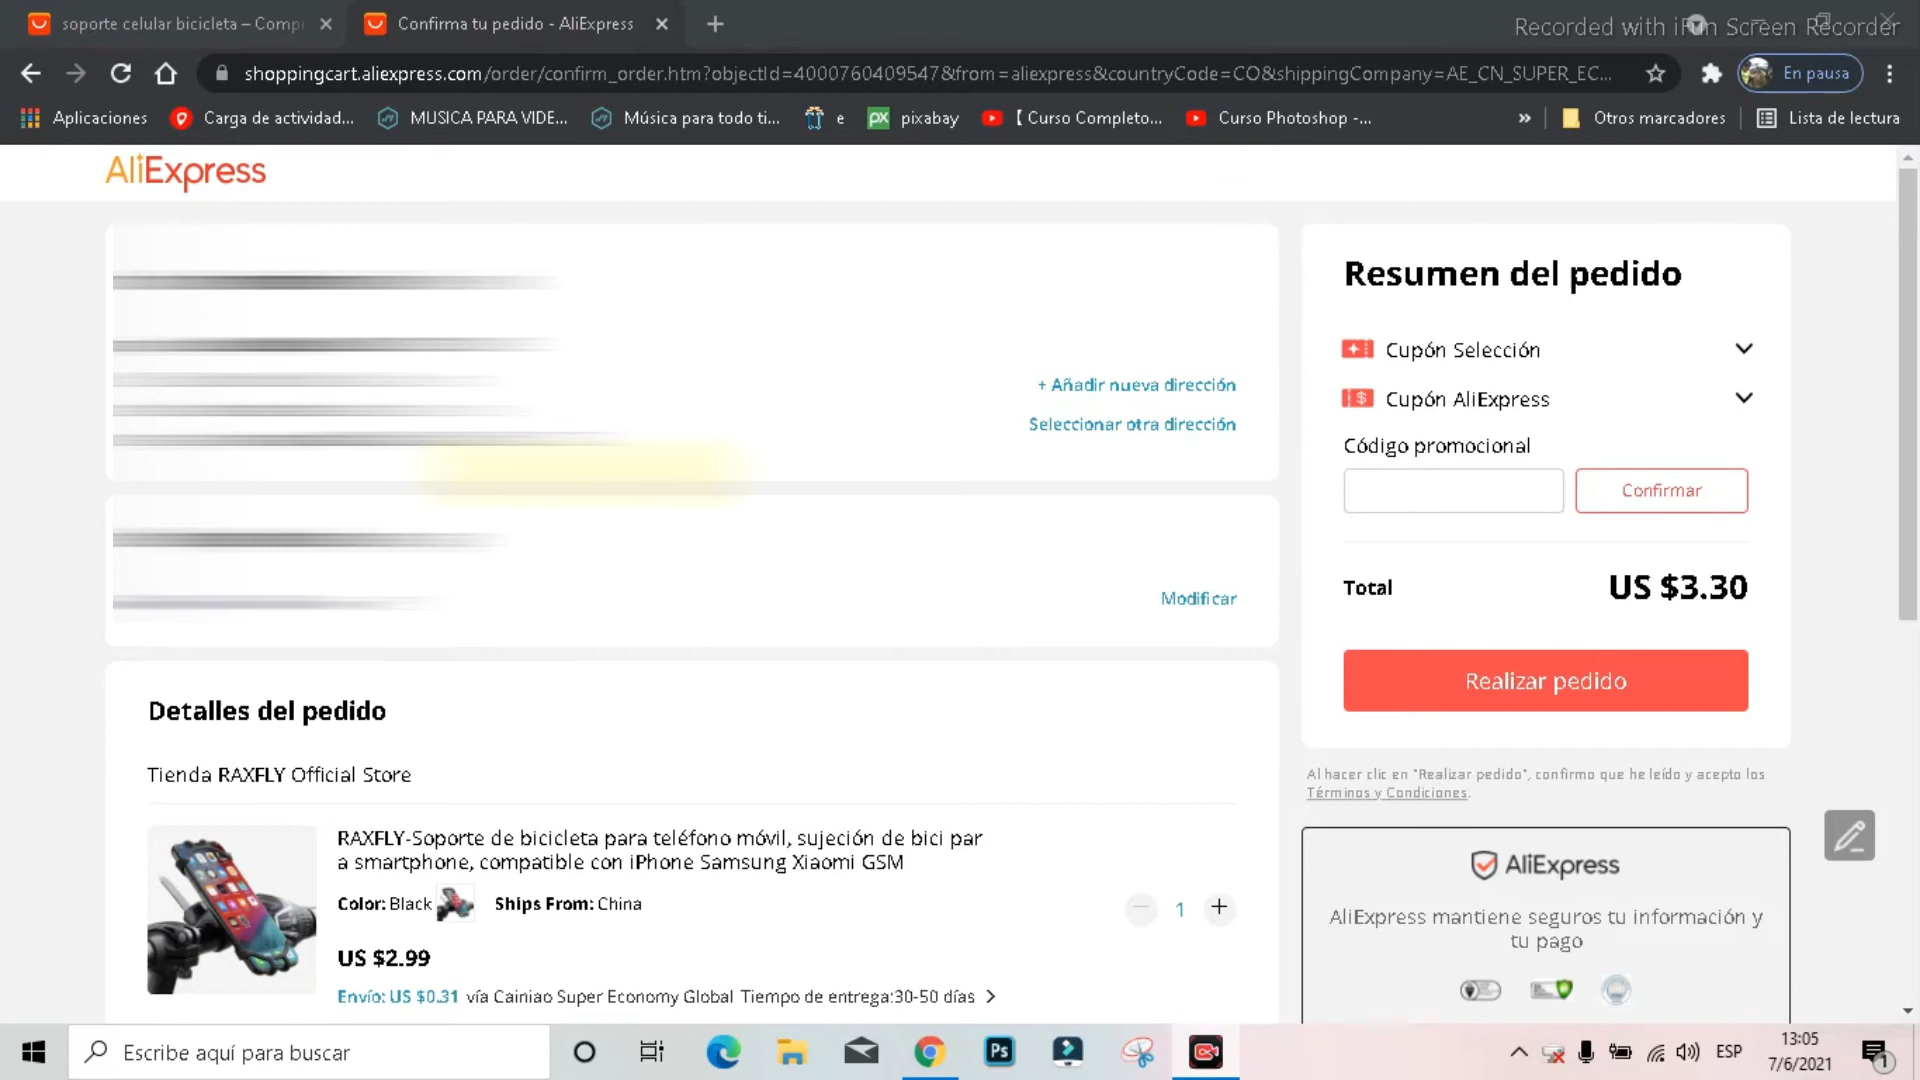 soporte celular bicicleta – Comp
Confirma tu pedido - AliExpress
Recorded with iFun Screen Recorder
shoppingcart.aliexpress.com/order/confirm_order.htm?objectId=4000760409547&from=aliexpress&countryCode=CO&shippingCompany=AE_CN_SUPER_EC...
En pausa
Aplicaciones
Carga de actividad...
MUSICA PARA VIDE...
Música para todo ti...
e
px pixabay
【 Curso Completo...
Curso Photoshop -...
»
Otros marcadores
Lista de lectura
AliExpress
+ Añadir nueva dirección
Seleccionar otra dirección
Modificar
Resumen del pedido
Cupón Selección
Cupón AliExpress
Código promocional
Confirmar
Total
US $3.30
Realizar pedido
Al hacer clic en "Realizar pedido", confirmo que he leído y acepto los
Términos y Condiciones.
AliExpress
AliExpress mantiene seguros tu información y
tu pago
Detalles del pedido
Tienda RAXFLY Official Store
RAXFLY-Soporte de bicicleta para teléfono móvil, sujeción de bici par
a smartphone, compatible con iPhone Samsung Xiaomi GSM
Color: Black
Ships From: China
1
US $2.99
Envío: US $0.31 vía Cainiao Super Economy Global Tiempo de entrega:30-50 días
Escribe aquí para buscar
Ps
ESP
13:05
7/6/2021
1